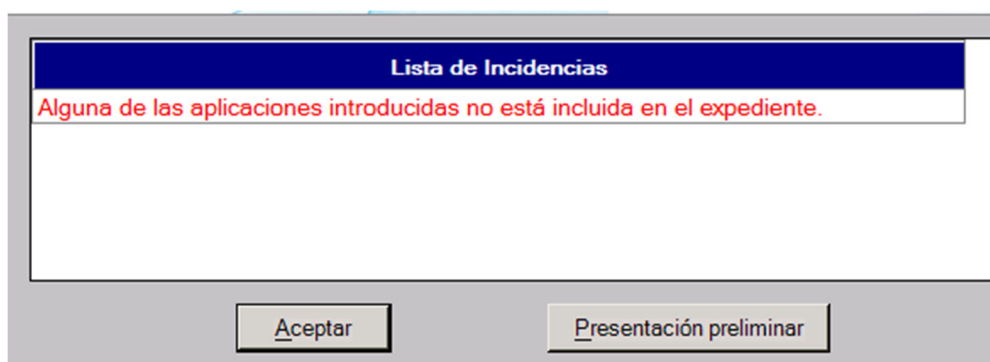 Lista de Incidencias
Alguna de las aplicaciones introducidas no está incluida en el expediente.
Aceptar
Presentación preliminar